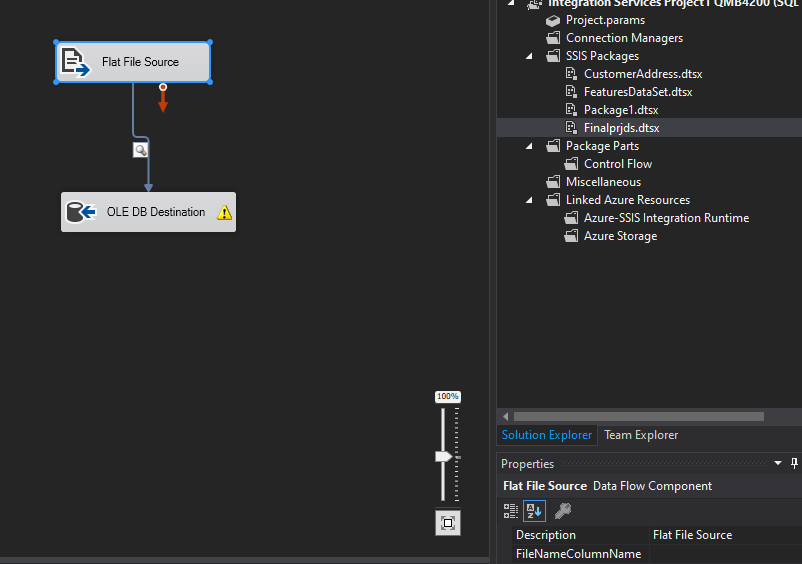 Flat File Source
OLE DB Destination
100%
Integration Services Project1 QMB4200 (SQL
Project.params
Connection Managers
SSIS Packages
CustomerAddress.dtsx
FeaturesDataSet.dtsx
Package1.dtsx
Finalprjds.dtsx
Package Parts
Control Flow
Miscellaneous
Linked Azure Resources
Azure-SSIS Integration Runtime
Azure Storage
Solution Explorer Team Explorer
Properties
Flat File Source Data Flow Component
Description Flat File Source
FileNameColumnName